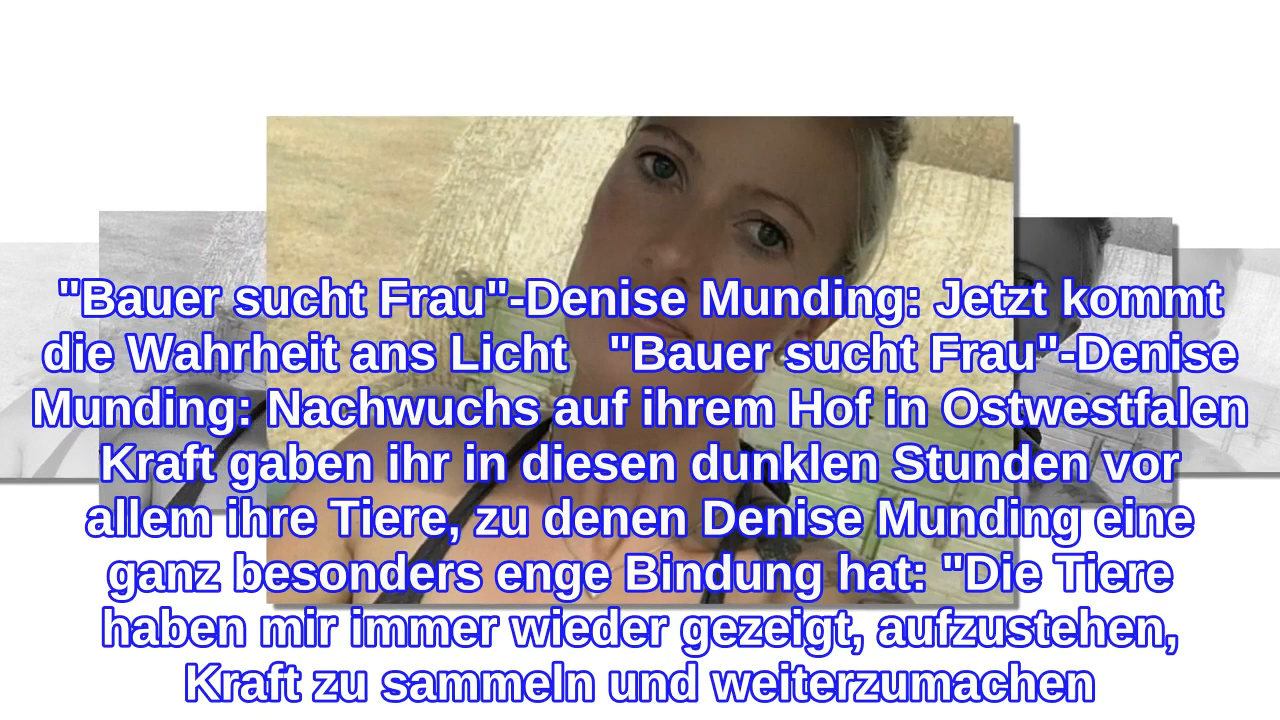 "Bauer sucht Frau"-Denise Munding: Jetzt kommt
die Wahrheit ans Licht   "Bauer sucht Frau"-Denise
Munding: Nachwuchs auf ihrem Hof in Ostwestfalen
Kraft gaben ihr in diesen dunklen Stunden vor
allem ihre Tiere, zu denen Denise Munding eine
ganz besonders enge Bindung hat: "Die Tiere
haben mir immer wieder gezeigt, aufzustehen,
Kraft zu sammeln und weiterzumachen